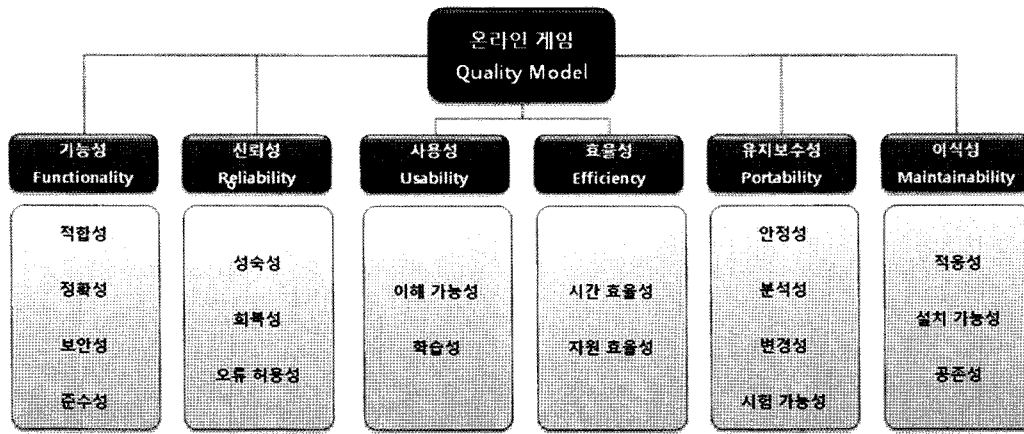 온라인 게임
Quality Model
기능성
Functionality
신뢰성
Reliability
사용성
Usability
효율성
Efficiency
유지보수성
Portability
이식성
Maintainability
적합성
정확성
보안성
준수성
성숙성
회복성
오류 허용성
이해 가능성
학습성
시간 효율성
자원 효율성
안정성
분석성
변경성
시험 가능성
적응성
설치 가능성
공존성